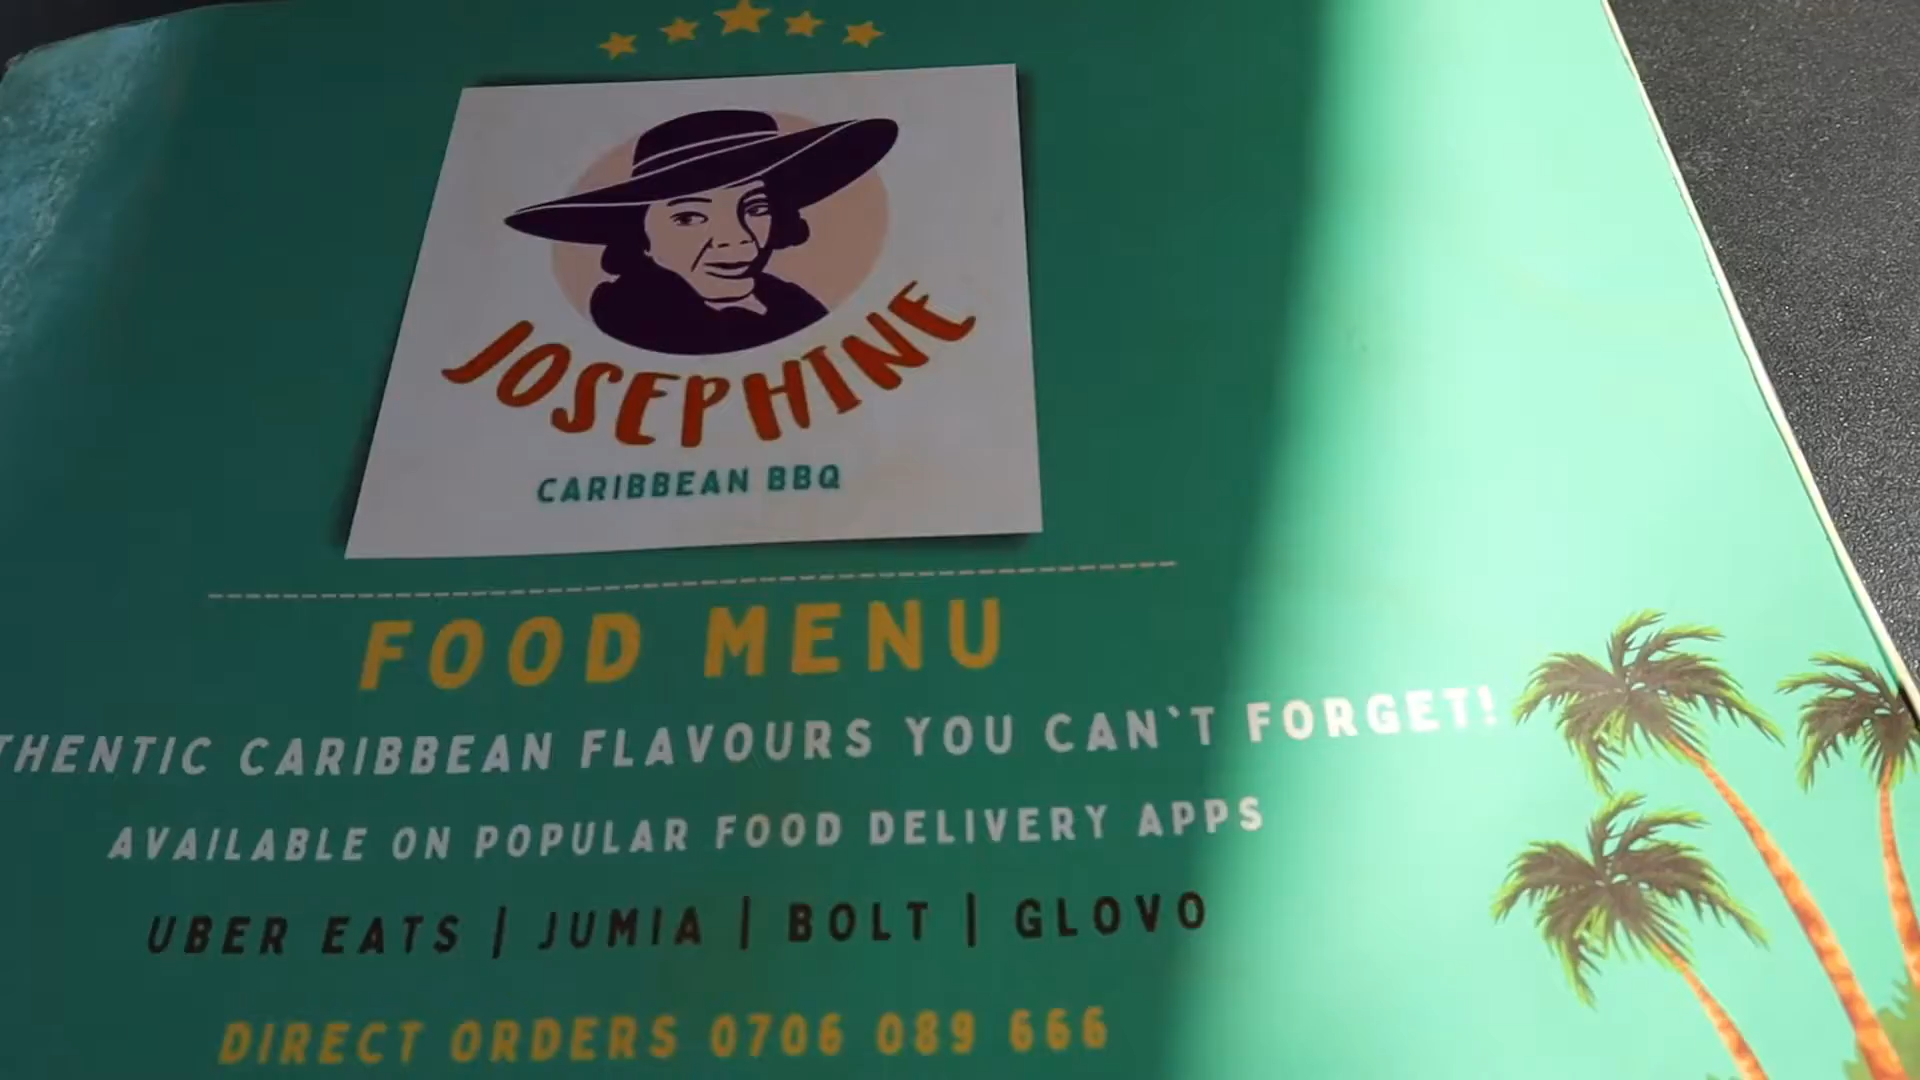 JOSEPHINE
CARIBBEAN BBQ
FOOD MENU
THENTIC CARIBBEAN FLAVOURS YOU CAN`T FORGET!
AVAILABLE ON POPULAR FOOD DELIVERY APPS
UBER EATS | JUMIA | BOLT | GLOVO
DIRECT ORDERS 0706 089 666